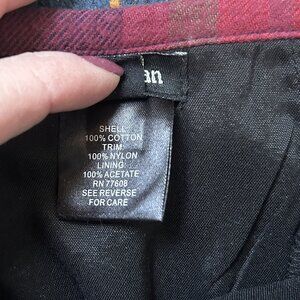 an
SHELL:
100% COTTON
TRIM:
100% NYLON
LINING:
100% ACETATE
RN 77608
SEE REVERSE
FOR CARE